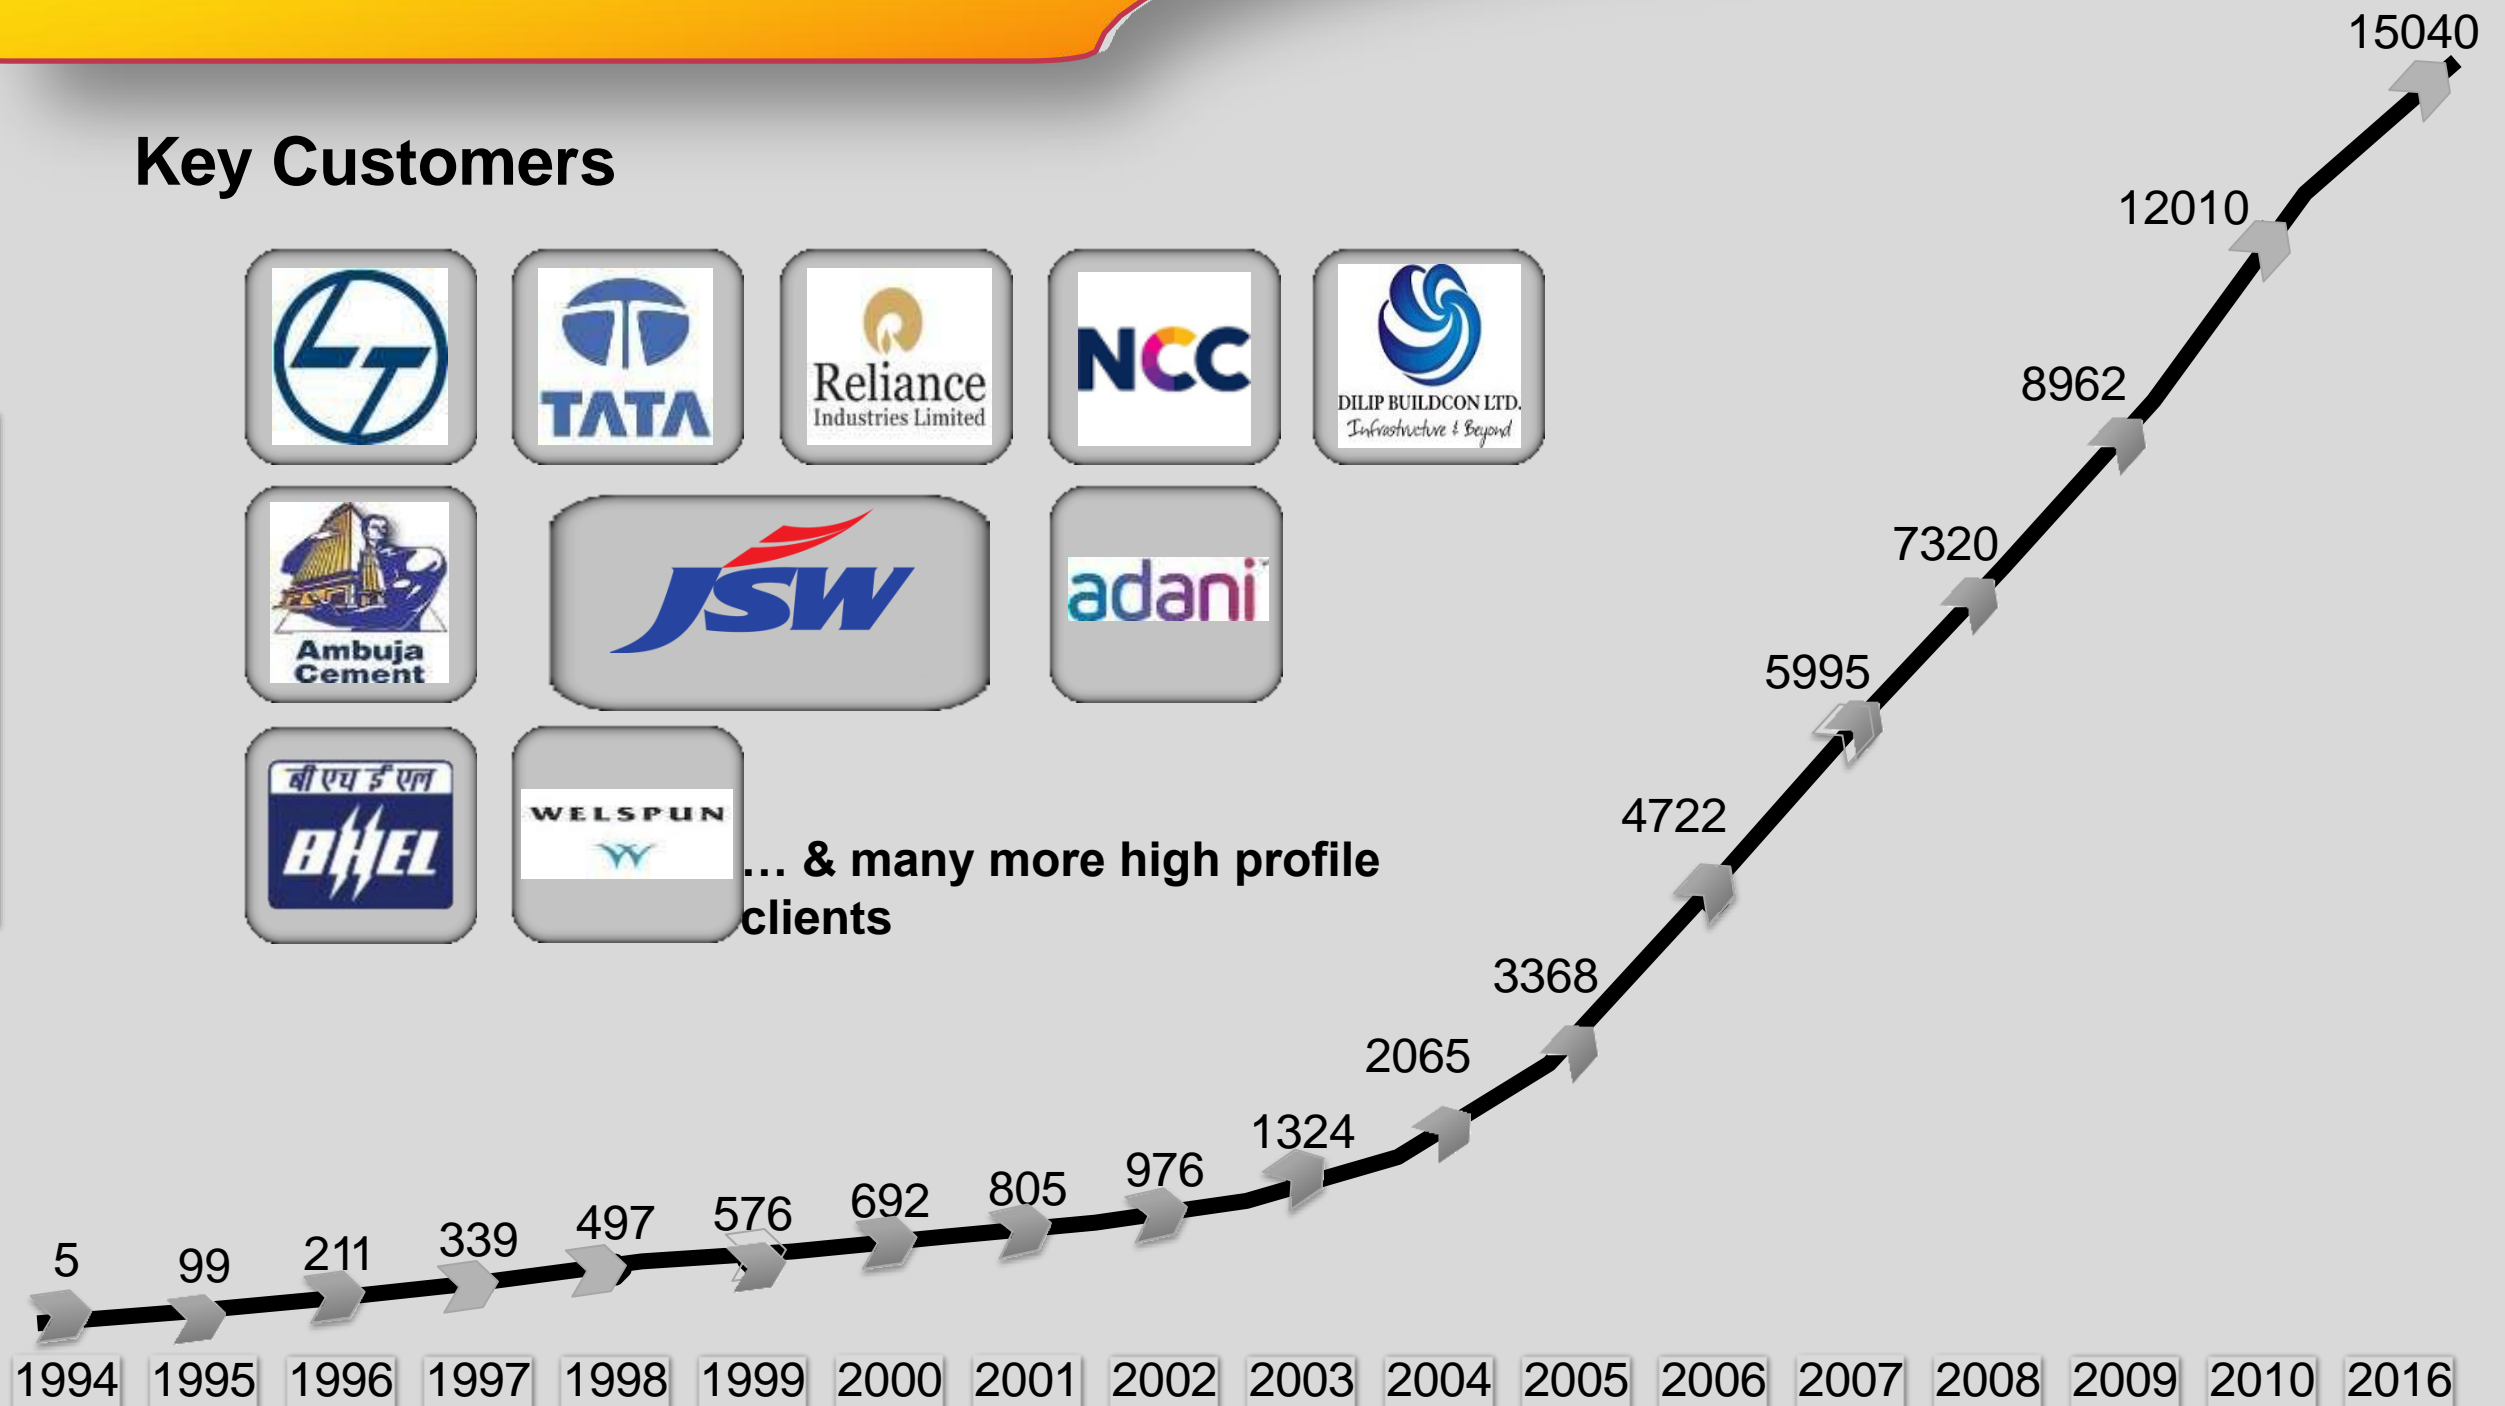 15040
Key Customers
12010
LT
TATA
Reliance
Industries Limited
NCC
DILIP BUILDCON LTD.
Infrastructure & Beyond
8962
Ambuja
Cement
JSW
adani
7320
5995
बी एच ई एल
BHEL
WELSPUN
W
… & many more high profile
clients
4722
3368
2065
1324
976
805
692
576
497
339
211
99
5
1994 1995 1996 1997 1998 1999 2000 2001 2002 2003 2004 2005 2006 2007 2008 2009 2010 2016